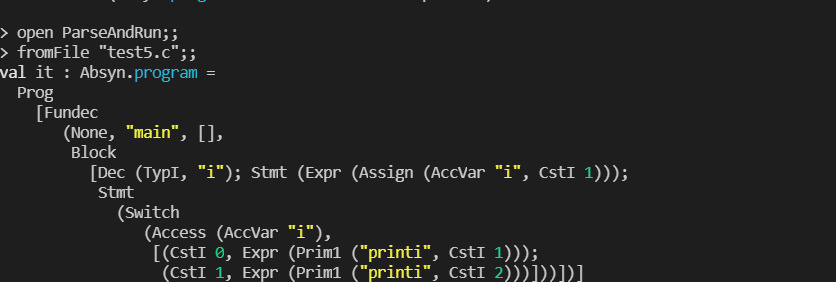 > open ParseAndRun;;
> fromFile "test5.c";;
val it : Absyn.program =
  Prog
    [Fundec
       (None, "main", [],
        Block
          [Dec (TypI, "i"); Stmt (Expr (Assign (AccVar "i", CstI 1)));
           Stmt
             (Switch
                (Access (AccVar "i"),
                 [(CstI 0, Expr (Prim1 ("printi", CstI 1)));
                  (CstI 1, Expr (Prim1 ("printi", CstI 2)))]))])]